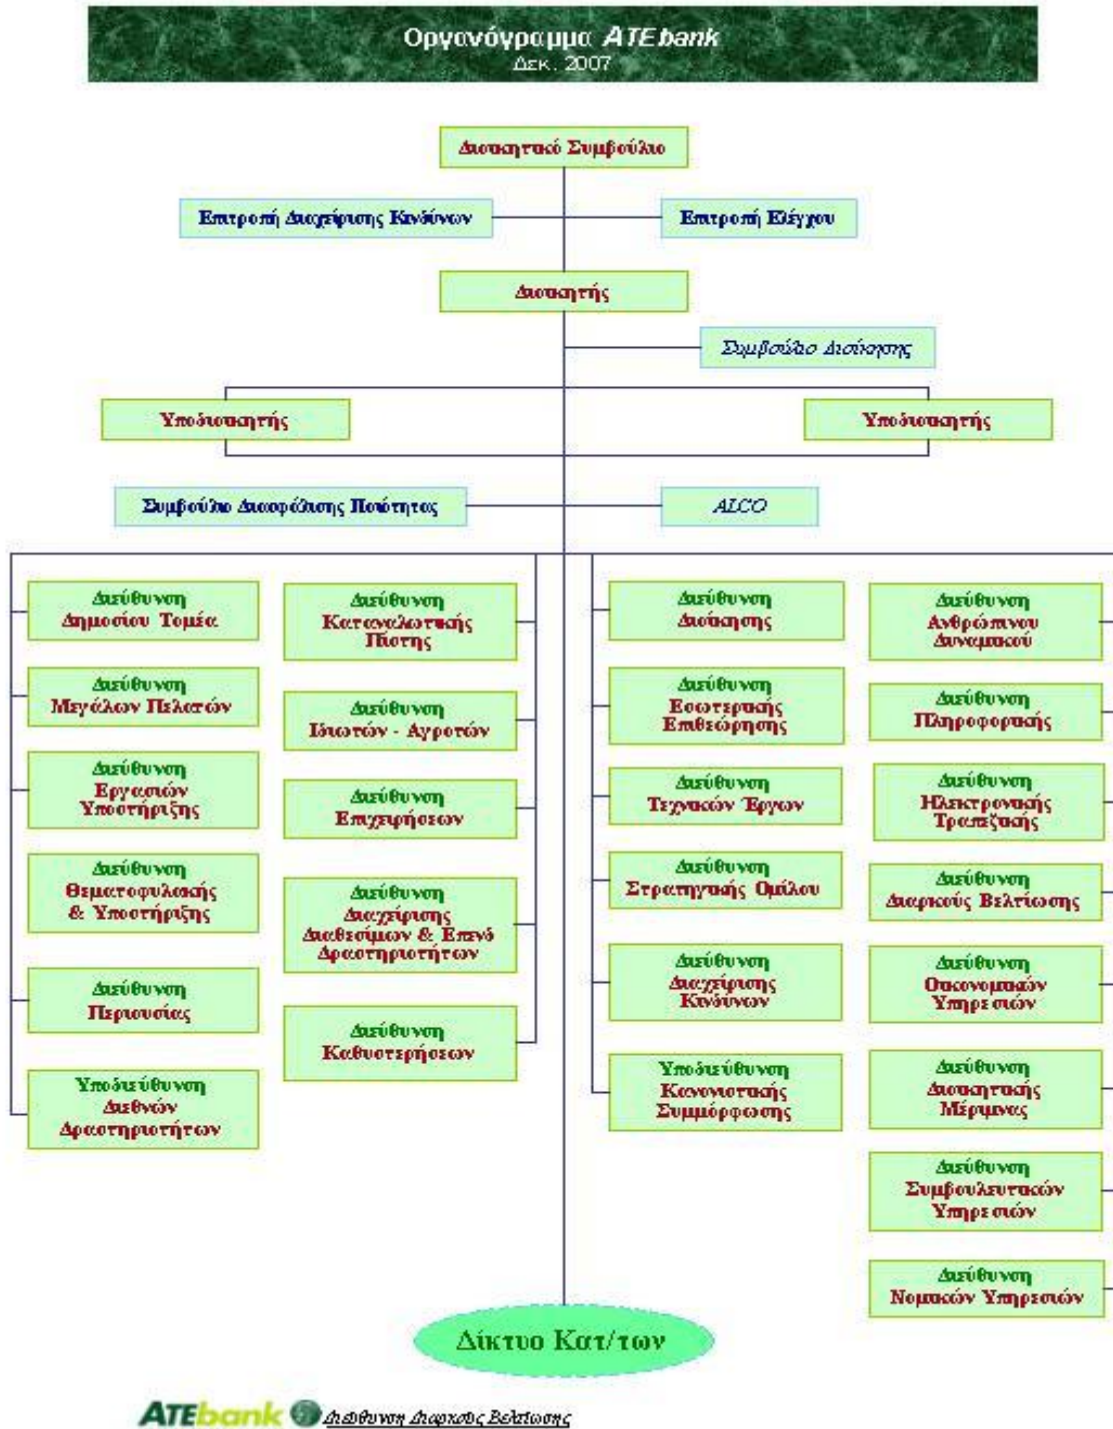 Οργανόγραμμα ATEbank
Δεκ. 2007
Διοικητικό Συμβούλιο
Επιτροπή Διαχείρισης Κινδύνων
Επιτροπή Ελέγχου
Διοικητής
Συμβούλιο Διοίκησης
Υποδιοικητής
Υποδιοικητής
Συμβούλιο Διασφάλισης Ποιότητας
ALCO
Διεύθυνση
Δημοσίου Τομέα
Διεύθυνση
Μεγάλων Πελατών
Διεύθυνση
Εργασιών
Υποστήριξης
Διεύθυνση
Θεματοφυλακής
& Υποστήριξης
Διεύθυνση
Περιουσίας
Υποδιεύθυνση
Διεθνών
Δραστηριοτήτων
Διεύθυνση
Καταναλωτικής
Πίστης
Διεύθυνση
Ιδιωτών - Αγροτών
Διεύθυνση
Επιχειρήσεων
Διεύθυνση
Διαχείρισης
Διαθεσίμων & Επενδ
Δραστηριοτήτων
Διεύθυνση
Καθυστερήσεων
Διεύθυνση
Διοίκησης
Διεύθυνση
Εσωτερικής
Επιθεώρησης
Διεύθυνση
Τεχνικών Έργων
Διεύθυνση
Στρατηγικής Ομίλου
Διεύθυνση
Διαχείρισης
Κινδύνων
Υποδιεύθυνση
Κανονιστικής
Συμμόρφωσης
Διεύθυνση
Ανθρώπινου
Δυναμικού
Διεύθυνση
Πληροφορικής
Διεύθυνση
Ηλεκτρονικής
Τραπεζικής
Διεύθυνση
Διαρκούς Βελτίωσης
Διεύθυνση
Οικονομικών
Υπηρεσιών
Διεύθυνση
Διοικητικής
Μέριμνας
Διεύθυνση
Συμβουλευτικών
Υπηρεσιών
Διεύθυνση
Νομικών Υπηρεσιών
Δίκτυο Κατ/των
ATEbank Διεύθυνση Διαρκούς Βελτίωσης